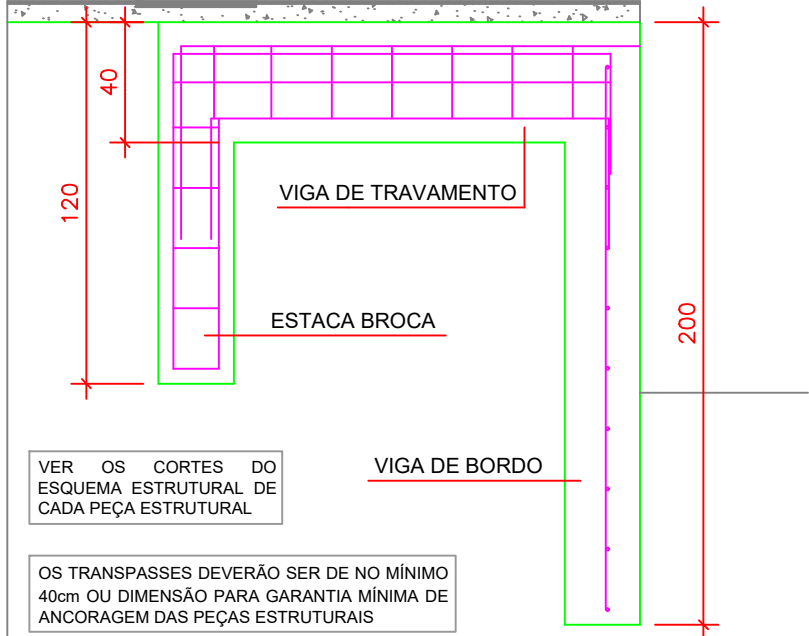 40
120
VIGA DE TRAVAMENTO
ESTACA BROCA
200
VIGA DE BORDO
VER OS CORTES DO
ESQUEMA ESTRUTURAL DE
CADA PEÇA ESTRUTURAL
OS TRANSPASSES DEVERÃO SER DE NO MÍNIMO
40cm OU DIMENSÃO PARA GARANTIA MÍNIMA DE
ANCORAGEM DAS PEÇAS ESTRUTURAIS